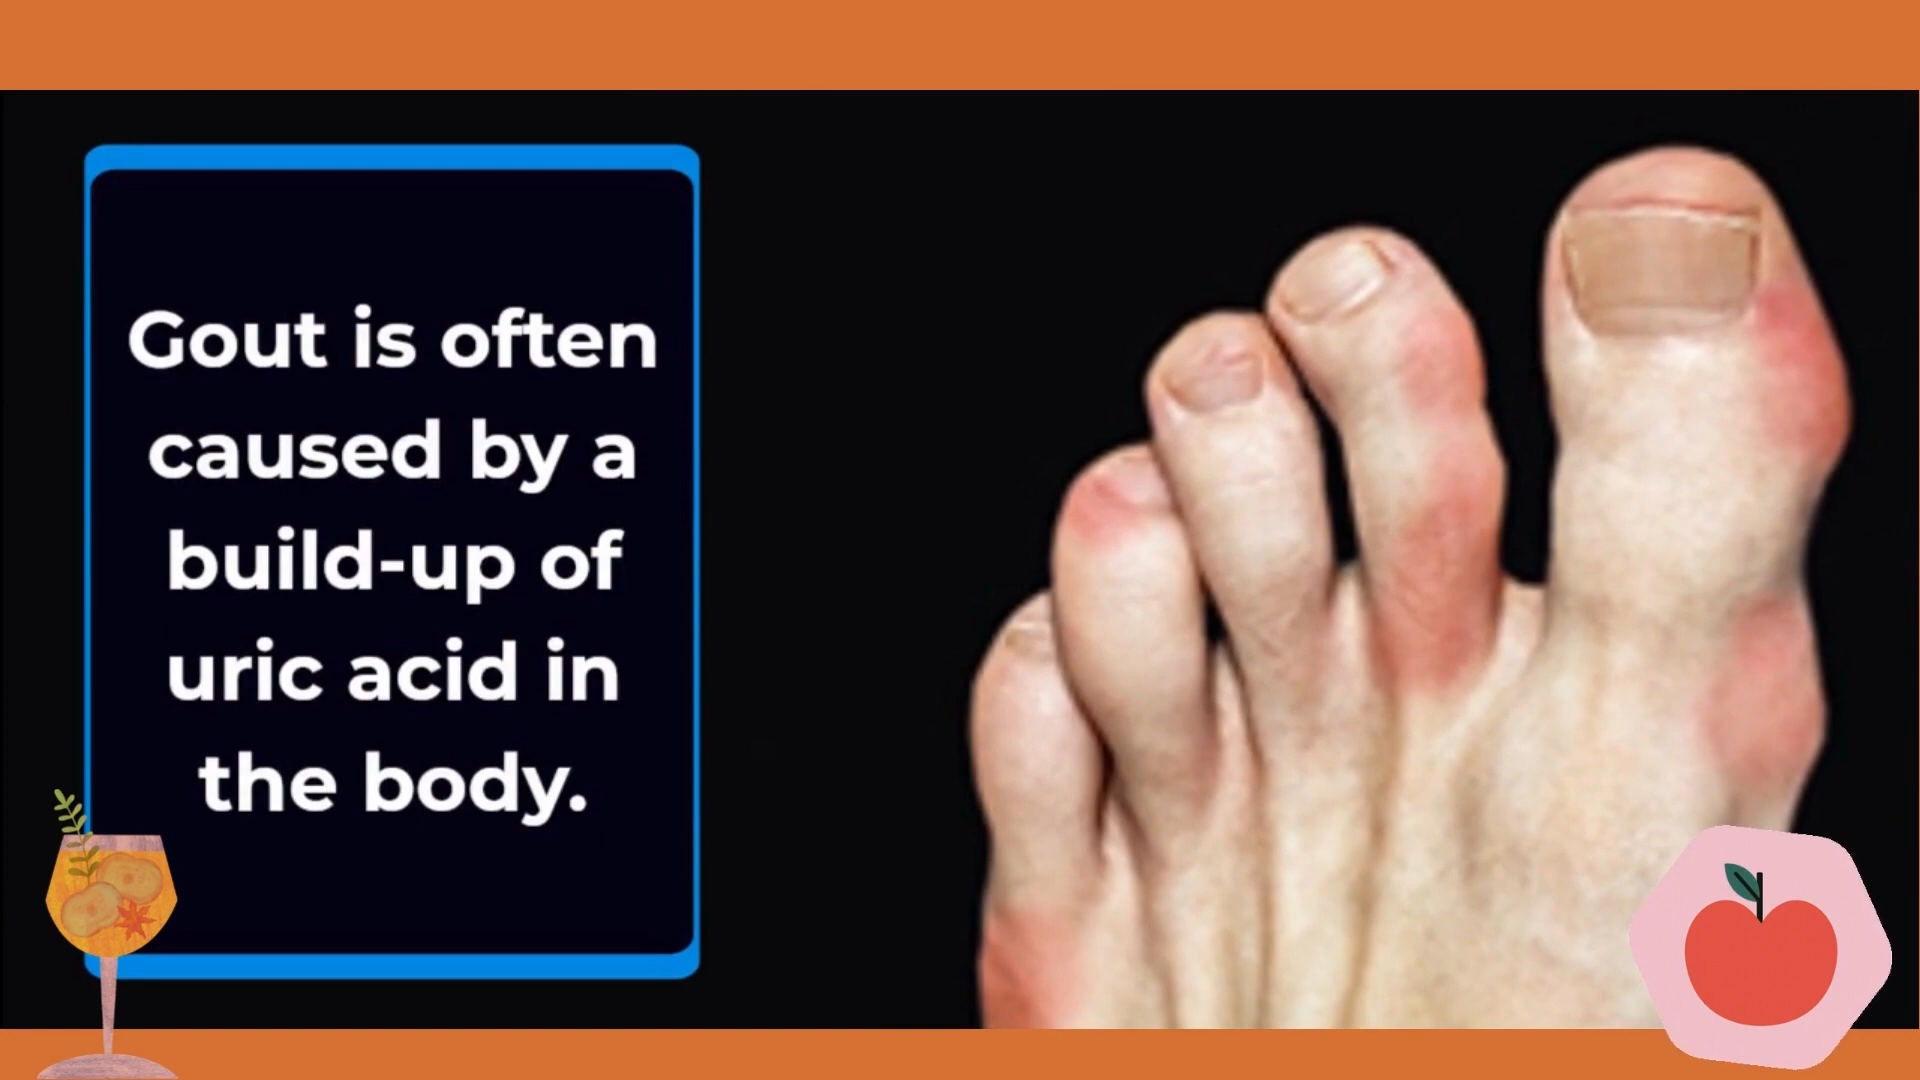 Gout is often
caused by a
build-up of
uric acid in
the body.